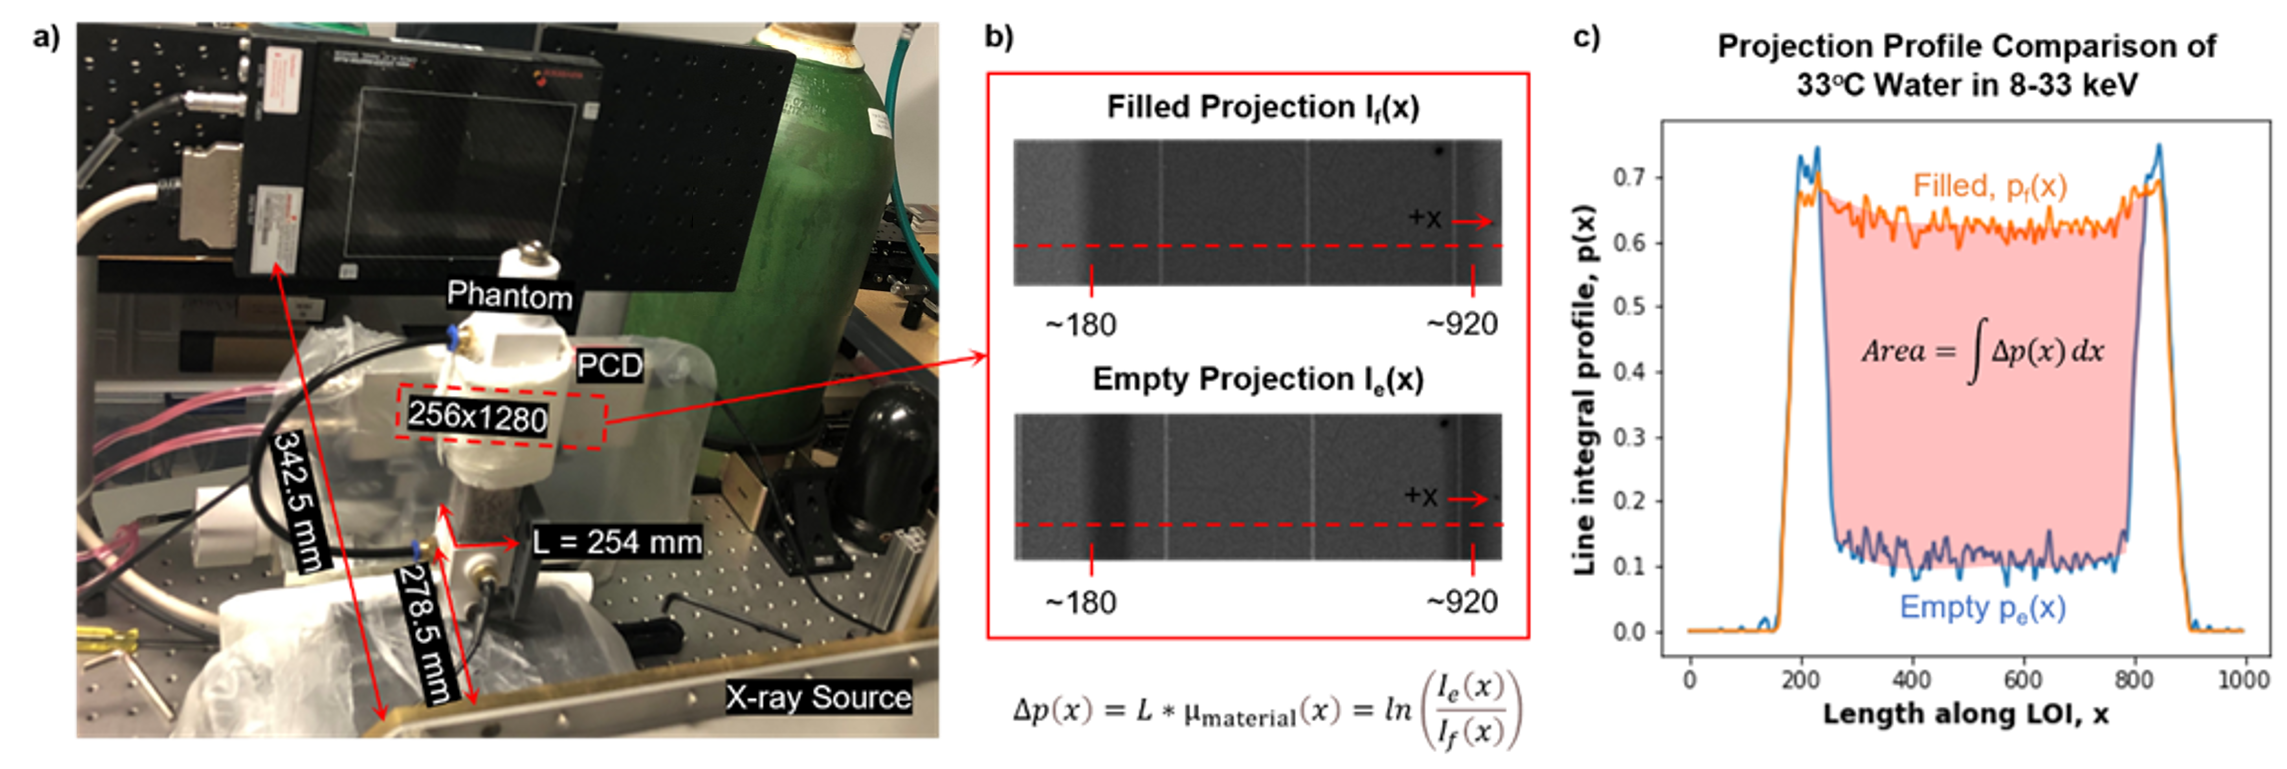 a)
Phantom
PCD
256x1280
342.5 mm
L = 254 mm
278.5 mm
X-ray Source
b)
Filled Projection I_f(x)
+x
~180 ~920
Empty Projection I_e(x)
+x
~180 ~920
Δp(x) = L * μ_material(x) = ln(I_e(x)/I_f(x))
c)
Projection Profile Comparison of
33°C Water in 8-33 keV
Line integral profile, p(x)
0.7
0.6
0.5
0.4
0.3
0.2
0.1
0.0
Filled, p_f(x)
Area = ∫ Δp(x) dx
Empty p_e(x)
0 200 400 600 800 1000
Length along LOI, x